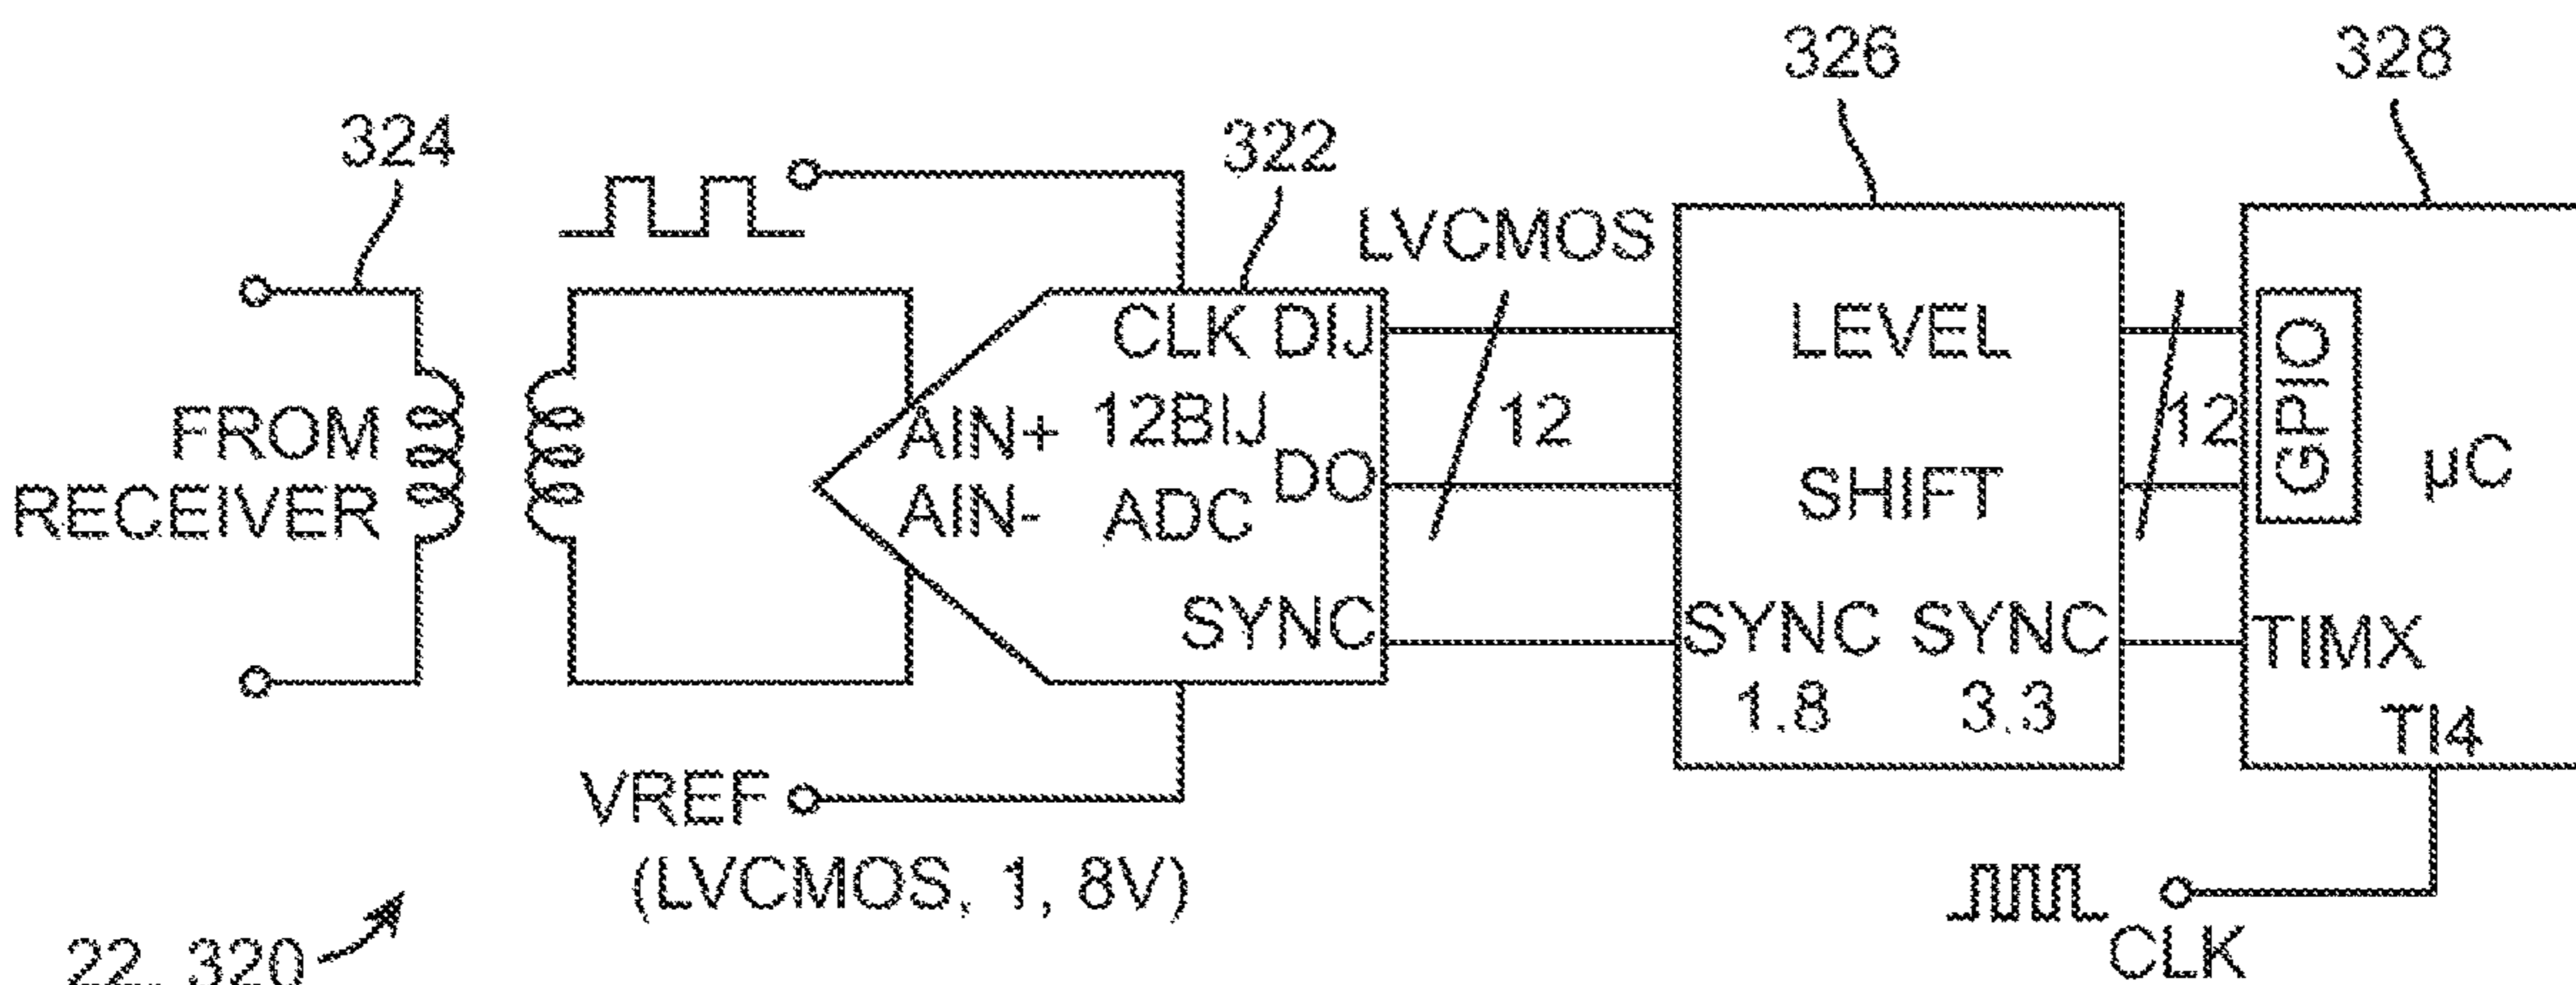 326
328
324
322
LVCMOS
CLK DIJ
LEVEL
GPIO
FROM
RECEIVER
AIN+
12BIJ
12
12
AIN-
ADC
DO
SHIFT
µC
SYNC
SYNC
1.8
SYNC
3.3
TIMX
TI4
VREF
(LVCMOS, 1, 8V)
CLK
22, 320